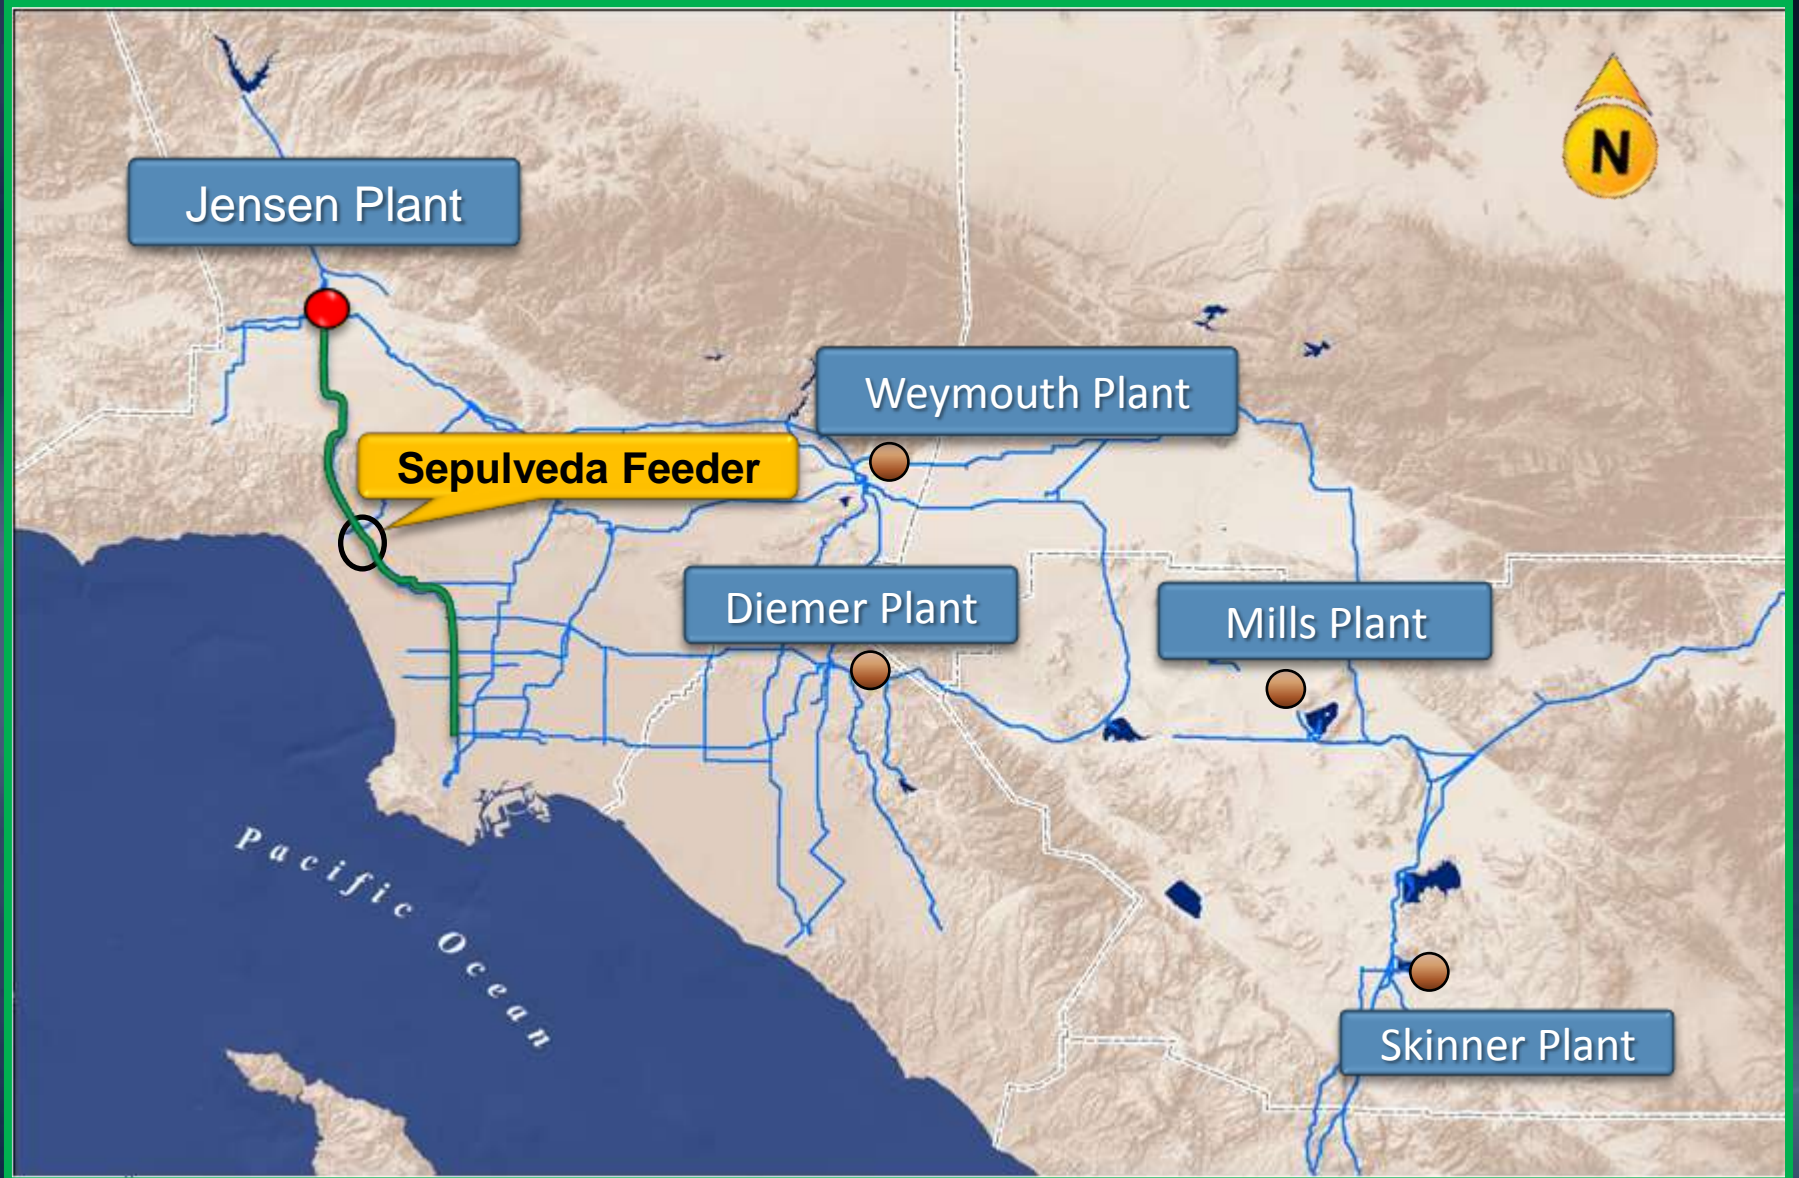 N
Jensen Plant
Weymouth Plant
Sepulveda Feeder
Diemer Plant
Mills Plant
Pacific Ocean
Skinner Plant